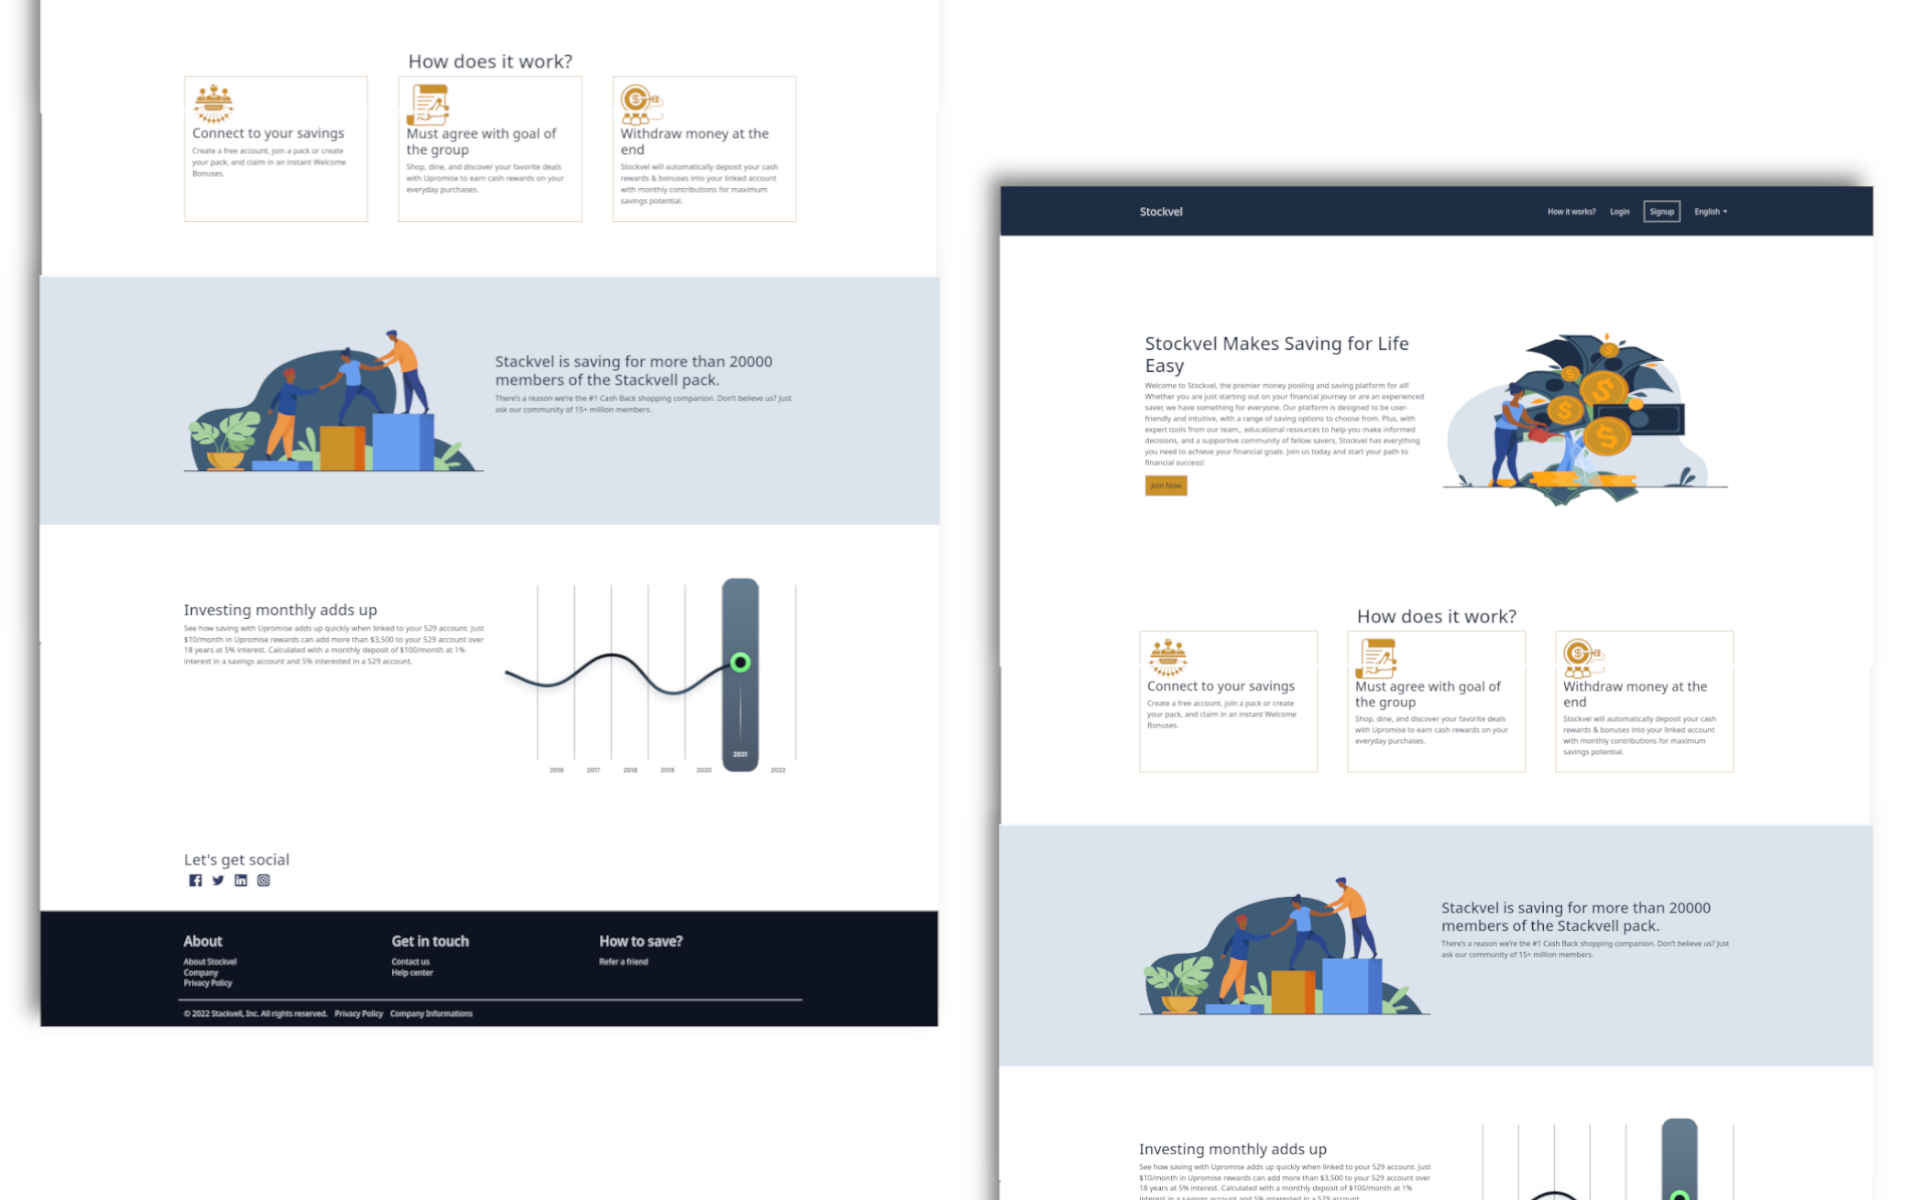 How does it work?
Connect to your savings
Create a free account, join a pack or create
your pack, and claim in an instant Welcome
Bonuses.
Must agree with goal of
the group
Shop, dine, and discover your favorite deals
with Upromise to earn cash rewards on your
everyday purchases.
Withdraw money at the
end
Stockvel will automatically deposit your cash
rewards & bonuses into your linked account
with monthly contributions for maximum
savings potential.
Stackvel is saving for more than 20000
members of the Stackvell pack.
There's a reason we're the #1 Cash Back shopping companion. Don't believe us? Just
ask our community of 15+ million members.
Investing monthly adds up
See how saving with Upromise adds up quickly when linked to your 529 account. Just
$10/month in Upromise rewards can add more than $3,500 to your 529 account over
18 years at 5% interest. Calculated with a monthly deposit of $100/month at 1%
interest in a savings account and 5% interested in a 529 account.
2016 2017 2018 2019 2020 2021 2022
Let's get social
About
About Stockvel
Company
Privacy Policy
Get in touch
Contact us
Help center
How to save?
Refer a friend
© 2022 Stackvell, Inc. All rights reserved. Privacy Policy Company Informations
Stockvel
How it works? Login Signup English
Stockvel Makes Saving for Life
Easy
Welcome to Stockvel, the premier money pooling and saving platform for all!
Whether you are just starting out on your financial journey or are an experienced
saver, we have something for everyone. Our platform is designed to be user-
friendly and intuitive, with a range of saving options to choose from. Plus, with
expert tools from our team,, educational resources to help you make informed
decisions, and a supportive community of fellow savers, Stockvel has everything
you need to achieve your financial goals. Join us today and start your path to
financial success!
Join Now
How does it work?
Connect to your savings
Create a free account, join a pack or create
your pack, and claim in an instant Welcome
Bonuses.
Must agree with goal of
the group
Shop, dine, and discover your favorite deals
with Upromise to earn cash rewards on your
everyday purchases.
Withdraw money at the
end
Stockvel will automatically deposit your cash
rewards & bonuses into your linked account
with monthly contributions for maximum
savings potential.
Stackvel is saving for more than 20000
members of the Stackvell pack.
There's a reason we're the #1 Cash Back shopping companion. Don't believe us? Just
ask our community of 15+ million members.
Investing monthly adds up
See how saving with Upromise adds up quickly when linked to your 529 account. Just
$10/month in Upromise rewards can add more than $3,500 to your 529 account over
18 years at 5% interest. Calculated with a monthly deposit of $100/month at 1%
interest in a savings account and 5% interested in a 529 account.